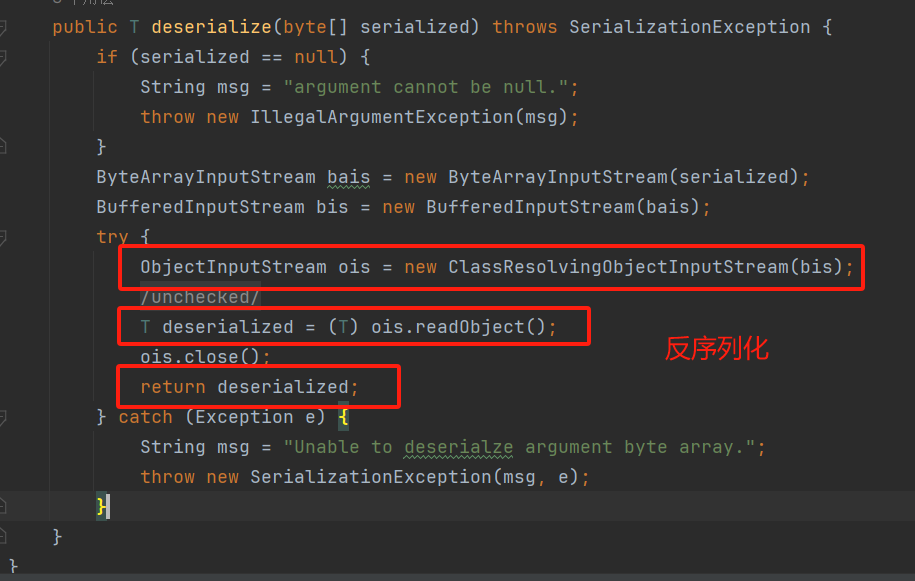 public T deserialize(byte[] serialized) throws SerializationException {
if (serialized == null) {
String msg = "argument cannot be null.";
throw new IllegalArgumentException(msg);
}
ByteArrayInputStream bais = new ByteArrayInputStream(serialized);
BufferedInputStream bis = new BufferedInputStream(bais);
try {
ObjectInputStream ois = new ClassResolvingObjectInputStream(bis);
/unchecked/
T deserialized = (T) ois.readObject();
反序列化
ois.close();
return deserialized;
} catch (Exception e) {
String msg = "Unable to deserialze argument byte array.";
throw new SerializationException(msg, e);
}
}
}